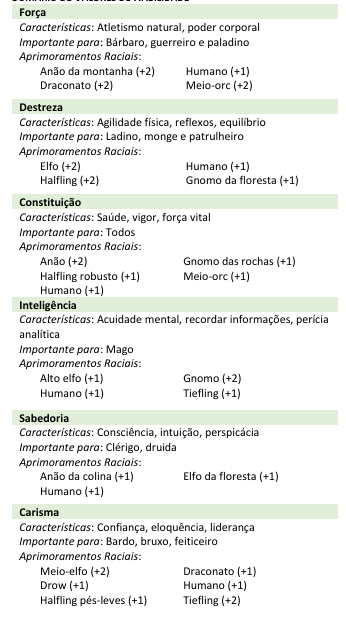 Força
Características: Atletismo natural, poder corporal
Importante para: Bárbaro, guerreiro e paladino
Aprimoramentos Raciais:
Anão da montanha (+2) Humano (+1)
Draconato (+2) Meio-orc (+2)
Destreza
Características: Agilidade física, reflexos, equilíbrio
Importante para: Ladino, monge e patrulheiro
Aprimoramentos Raciais:
Elfo (+2) Humano (+1)
Halfling (+2) Gnomo da floresta (+1)
Constituição
Características: Saúde, vigor, força vital
Importante para: Todos
Aprimoramentos Raciais:
Anão (+2) Gnomo das rochas (+1)
Halfling robusto (+1) Meio-orc (+1)
Humano (+1)
Inteligência
Características: Acuidade mental, recordar informações, perícia
analítica
Importante para: Mago
Aprimoramentos Raciais:
Alto elfo (+1) Gnomo (+2)
Humano (+1) Tiefling (+1)
Sabedoria
Características: Consciência, intuição, perspicácia
Importante para: Clérigo, druida
Aprimoramentos Raciais:
Anão da colina (+1) Elfo da floresta (+1)
Humano (+1)
Carisma
Características: Confiança, eloquência, liderança
Importante para: Bardo, bruxo, feiticeiro
Aprimoramentos Raciais:
Meio-elfo (+2) Draconato (+1)
Drow (+1) Humano (+1)
Halfling pés-leves (+1) Tiefling (+2)